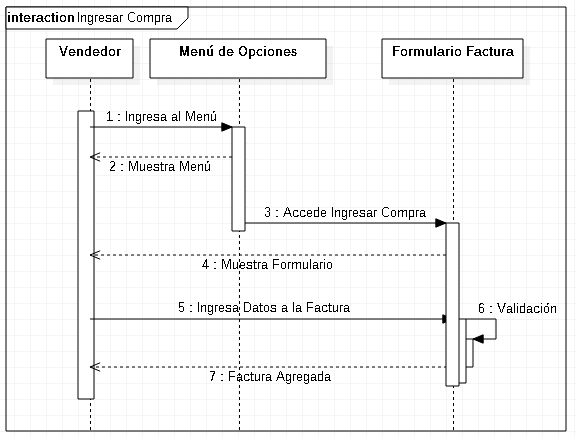 interaction Ingresar Compra
Vendedor
Menú de Opciones
Formulario Factura
1 : Ingresa al Menú
2 : Muestra Menú
3 : Accede Ingresar Compra
4 : Muestra Formulario
5 : Ingresa Datos a la Factura
6 : Validación
7 : Factura Agregada